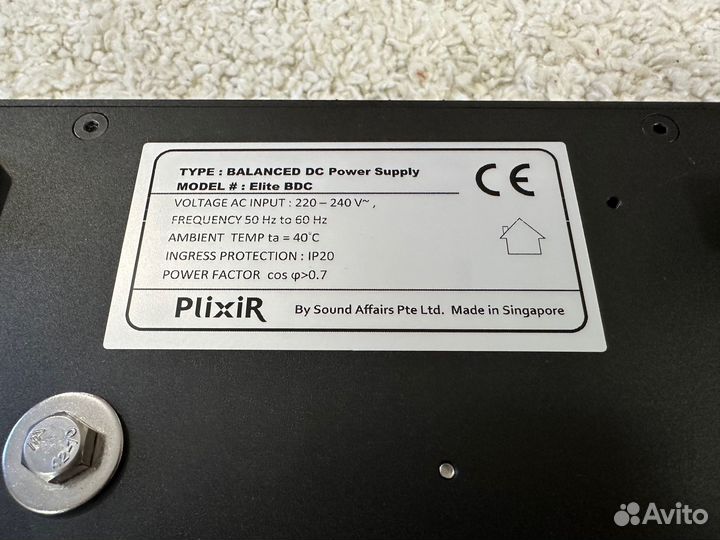 TYPE : BALANCED DC Power Supply
MODEL # : Elite BDC
CE
VOLTAGE AC INPUT : 220 – 240 V~ ,
FREQUENCY 50 Hz to 60 Hz
AMBIENT TEMP ta = 40°C
INGRESS PROTECTION : IP20
POWER FACTOR cos φ>0.7
PlixiR By Sound Affairs Pte Ltd. Made in Singapore
A2-70
Avito